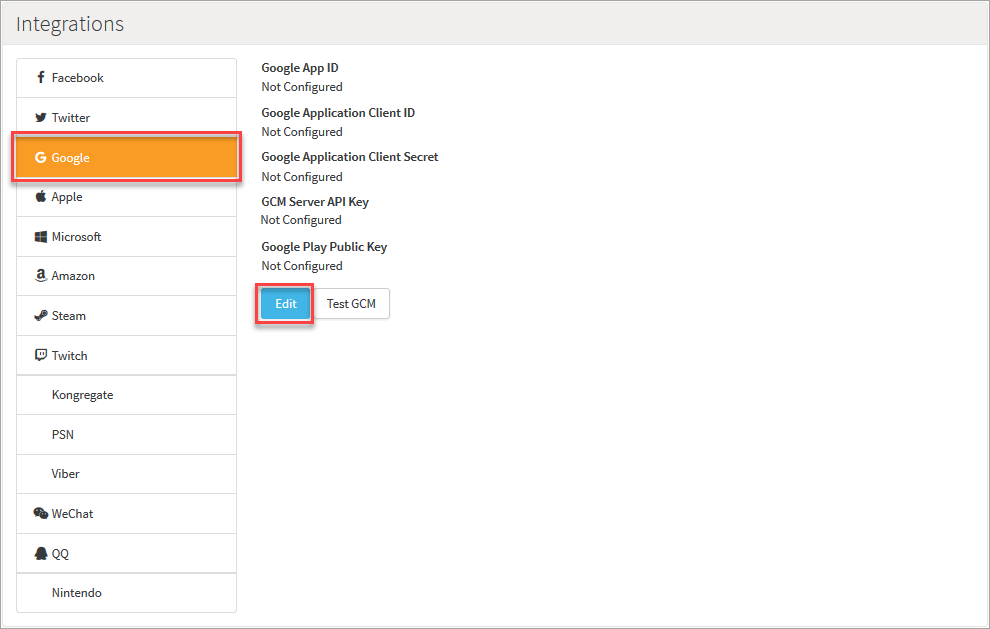 Integrations
Facebook
Twitter
Google
Apple
Microsoft
Amazon
Steam
Twitch
Kongregate
PSN
Viber
WeChat
QQ
Nintendo
Google App ID
Not Configured
Google Application Client ID
Not Configured
Google Application Client Secret
Not Configured
GCM Server API Key
Not Configured
Google Play Public Key
Not Configured
Edit
Test GCM